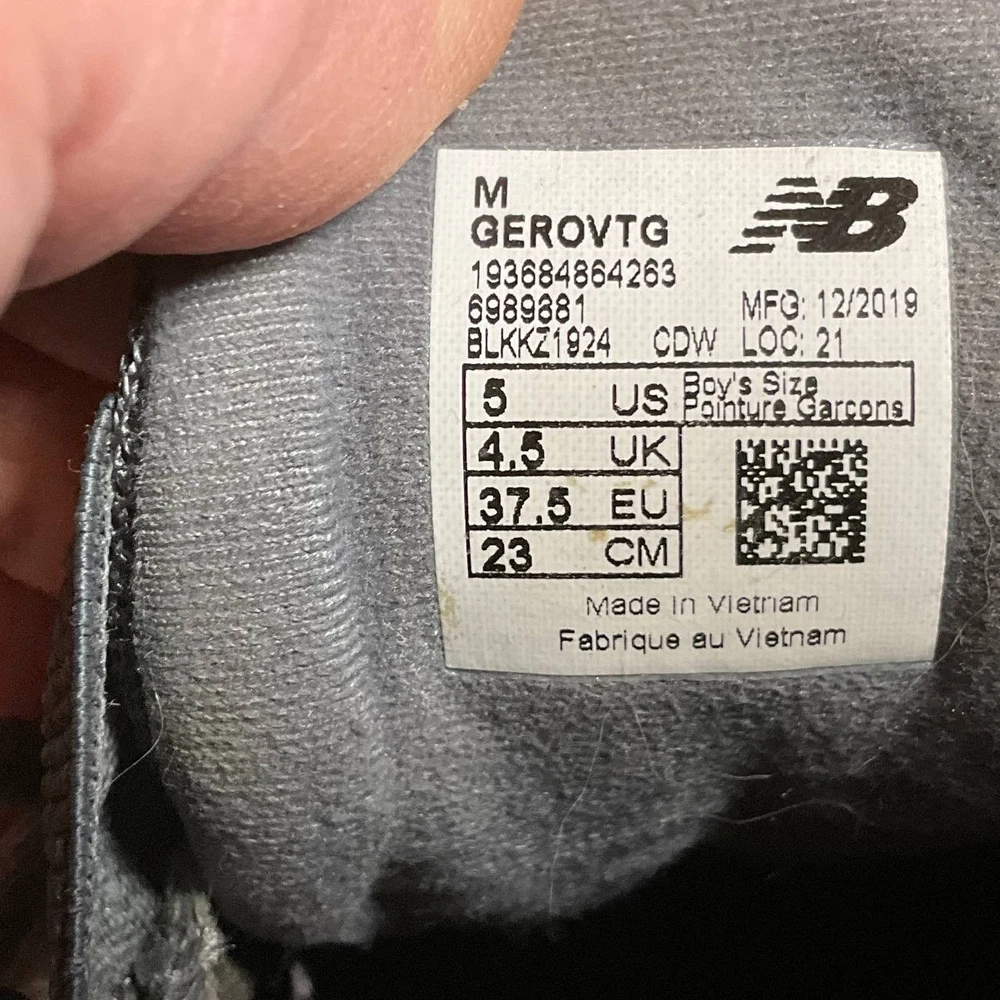 M
NB
GEROVTG
193684864263
6989881 MFG: 12/2019
BLKKZ1924 CDW LOC: 21
5 US Boy's Size
Pointure Garcons
4.5 UK
37.5 EU
23 CM
Made in Vietnam
Fabrique au Vietnam